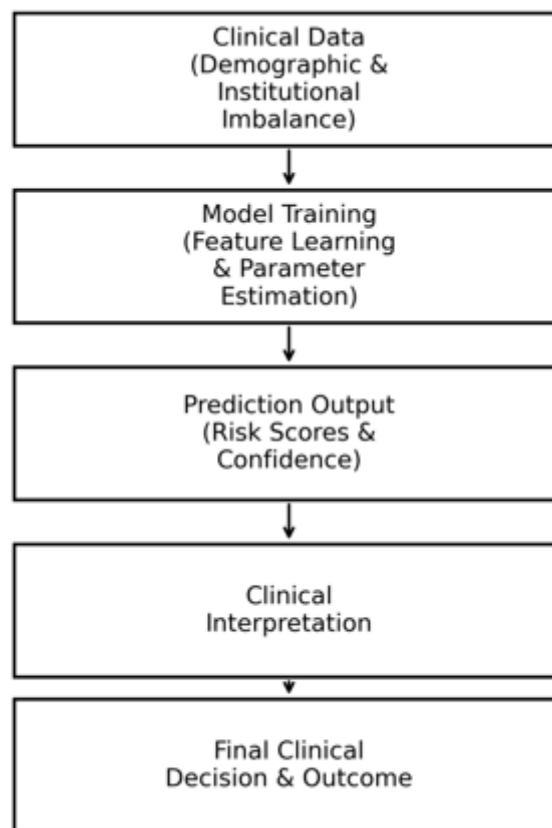 Clinical Data
(Demographic &
Institutional
Imbalance)
Model Training
(Feature Learning
& Parameter
Estimation)
Prediction Output
(Risk Scores &
Confidence)
Clinical
Interpretation
Final Clinical
Decision & Outcome